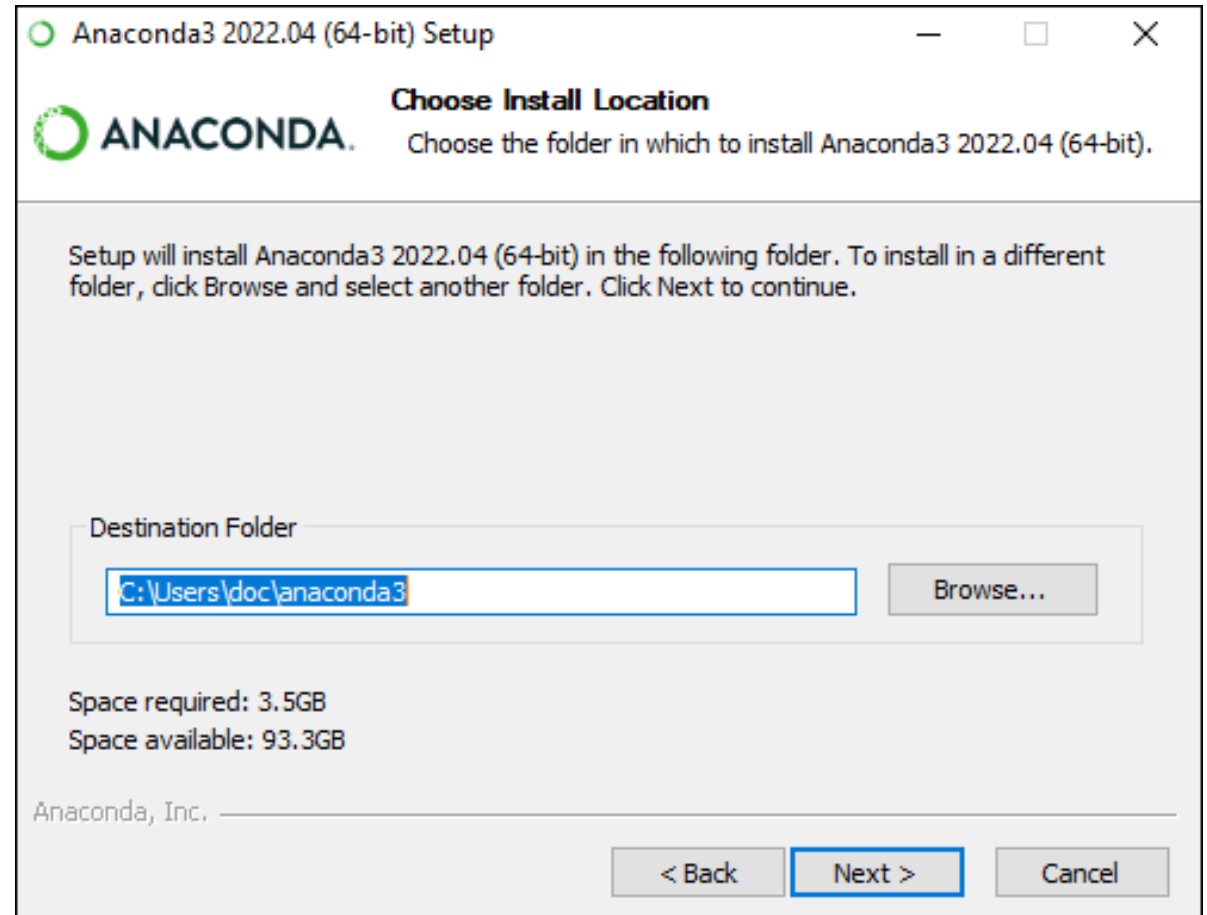 Anaconda3 2022.04 (64-bit) Setup
ANACONDA.
Choose Install Location
Choose the folder in which to install Anaconda3 2022.04 (64-bit).
Setup will install Anaconda3 2022.04 (64-bit) in the following folder. To install in a different
folder, click Browse and select another folder. Click Next to continue.
Destination Folder
C:\Users\doc\anaconda3
Browse...
Space required: 3.5GB
Space available: 93.3GB
Anaconda, Inc.
< Back
Next >
Cancel